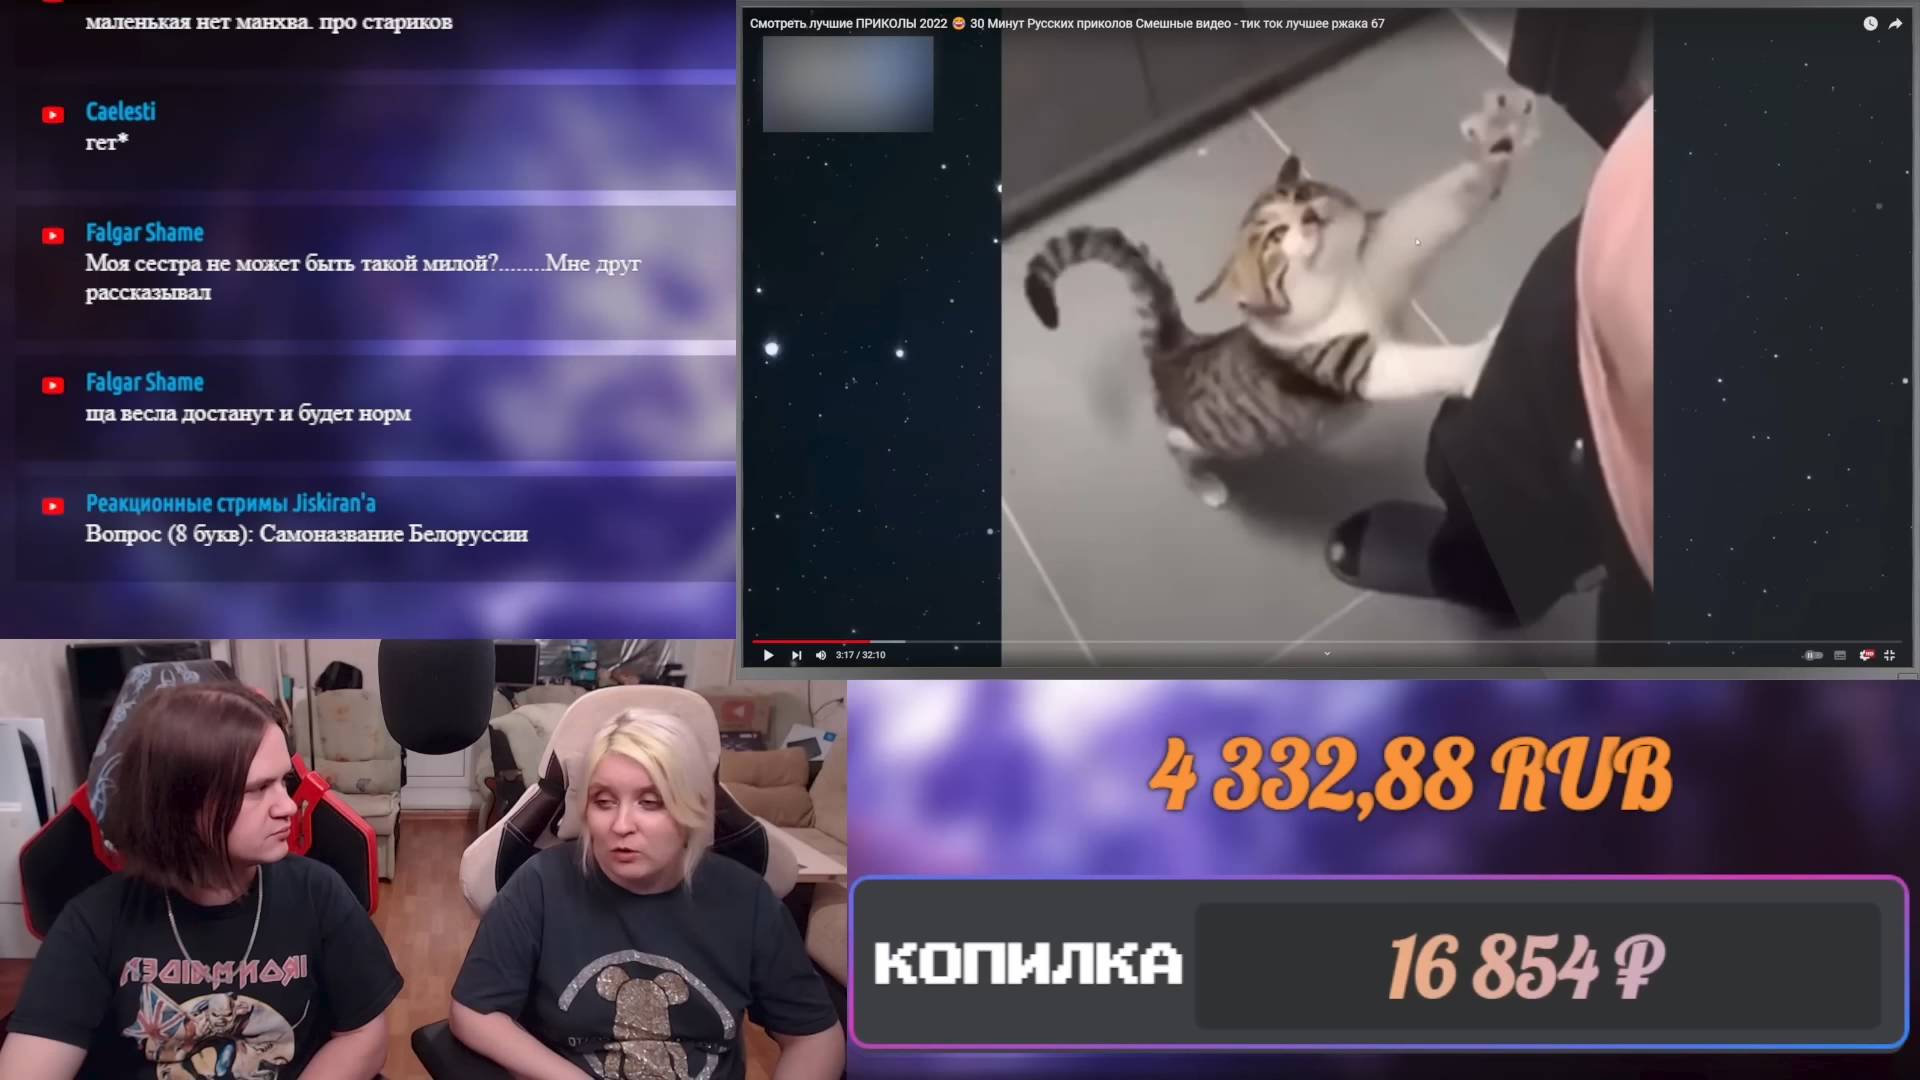 маленькая нет манхва. про стариков
Caelesti
гет*
Falgar Shame
Моя сестра не может быть такой милой?........Мне друг
рассказывал
Falgar Shame
ща весла достанут и будет норм
Реакционные стримы Jiskiran'a
Вопрос (8 букв): Самоназвание Белоруссии
Смотреть лучшие ПРИКОЛЫ 2022 😄 30 Минут Русских приколов Смешные видео - тик ток лучшее ржака 67
3:17 / 32:10
IRON MAIDEN
4 332,88 RUB
КОПИЛКА
16 854 ₽